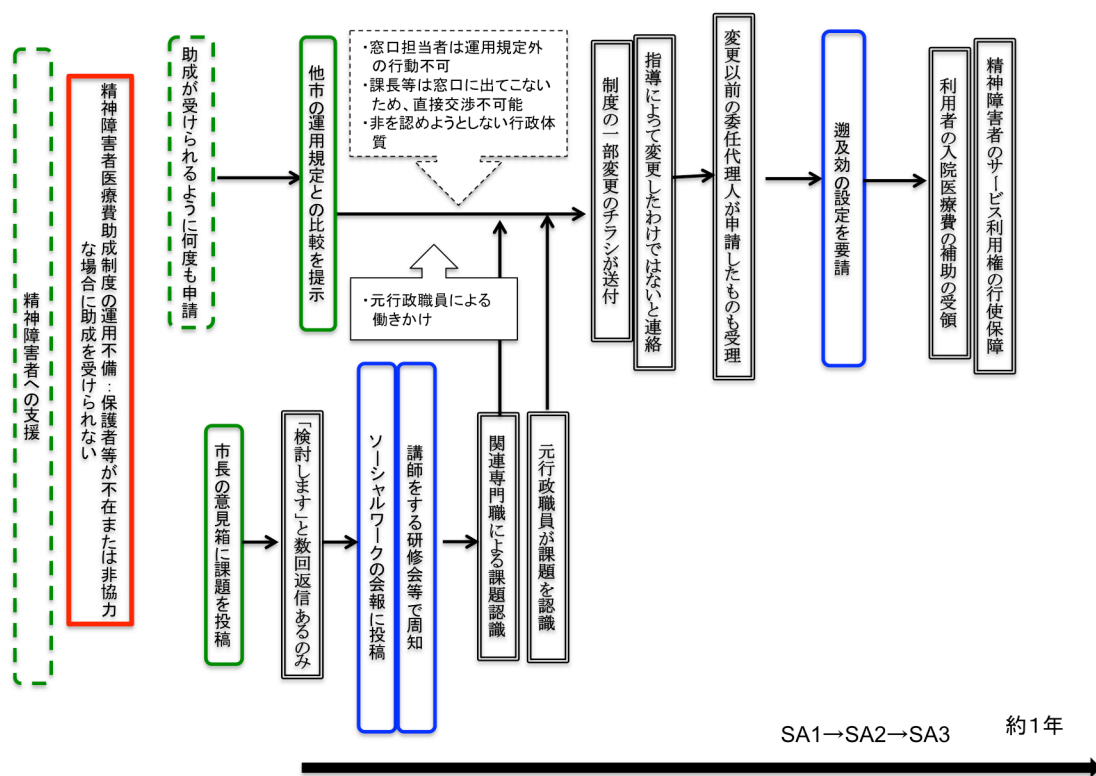 精神障害者への支援
精神障害者医療費助成制度の運用不備：保護者等が不在または非協力
な場合に助成を受けられない
助成が受けられるように何度も申請
他市の運用規定との比較を提示
・窓口担当者は運用規定外
の行動不可
・課長等は窓口に出てこない
ため、直接交渉不可能
・非を認めようとしない行政体
質
・元行政職員による
働きかけ
制度の一部変更のチラシが送付
指導によって変更したわけではないと連絡
変更以前の委任代理人が申請したものも受理
遡及効の設定を要請
利用者の入院医療費の補助の受領
精神障害者のサービス利用権の行使保障
市長の意見箱に課題を投稿
「検討します」と数回返信あるのみ
ソーシャルワークの会報に投稿
講師をする研修会等で周知
関連専門職による課題認識
元行政職員が課題を認識
SA1→SA2→SA3
約1年